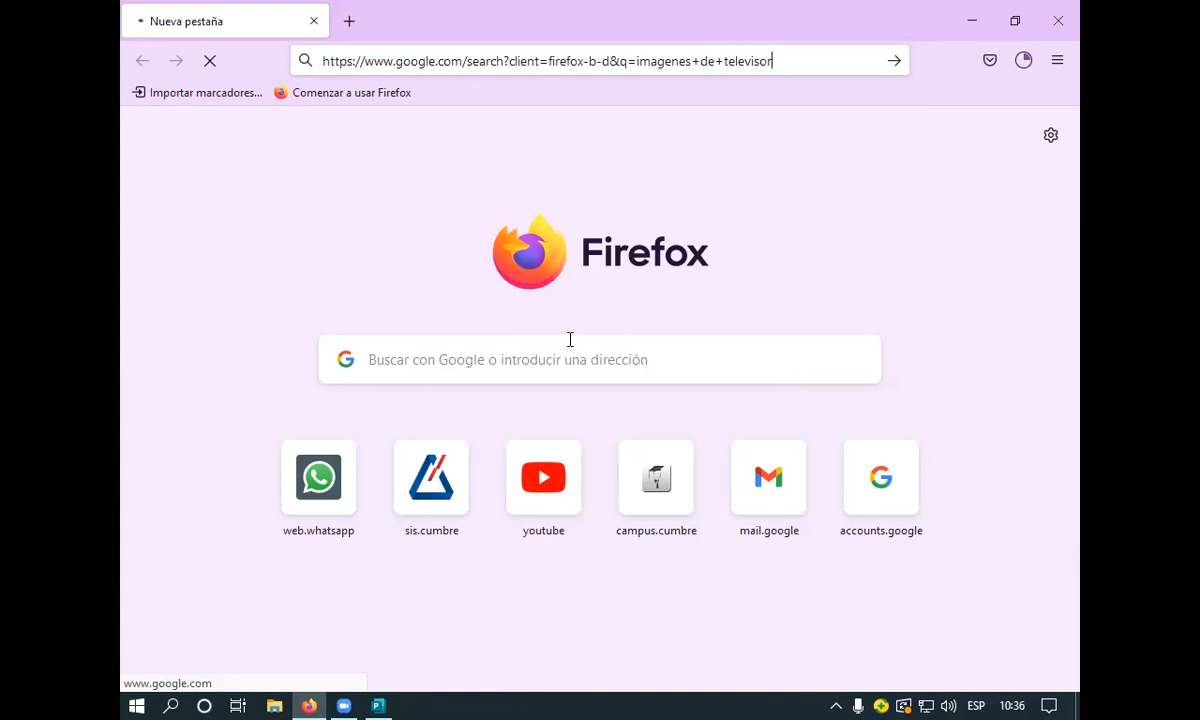 Nueva pestaña
https://www.google.com/search?client=firefox-b-d&q=imagenes+de+televisor
Importar marcadores... Comenzar a usar Firefox
Firefox
Buscar con Google o introducir una dirección
web.whatsapp sis.cumbre youtube campus.cumbre mail.google accounts.google
www.google.com
ESP 10:36